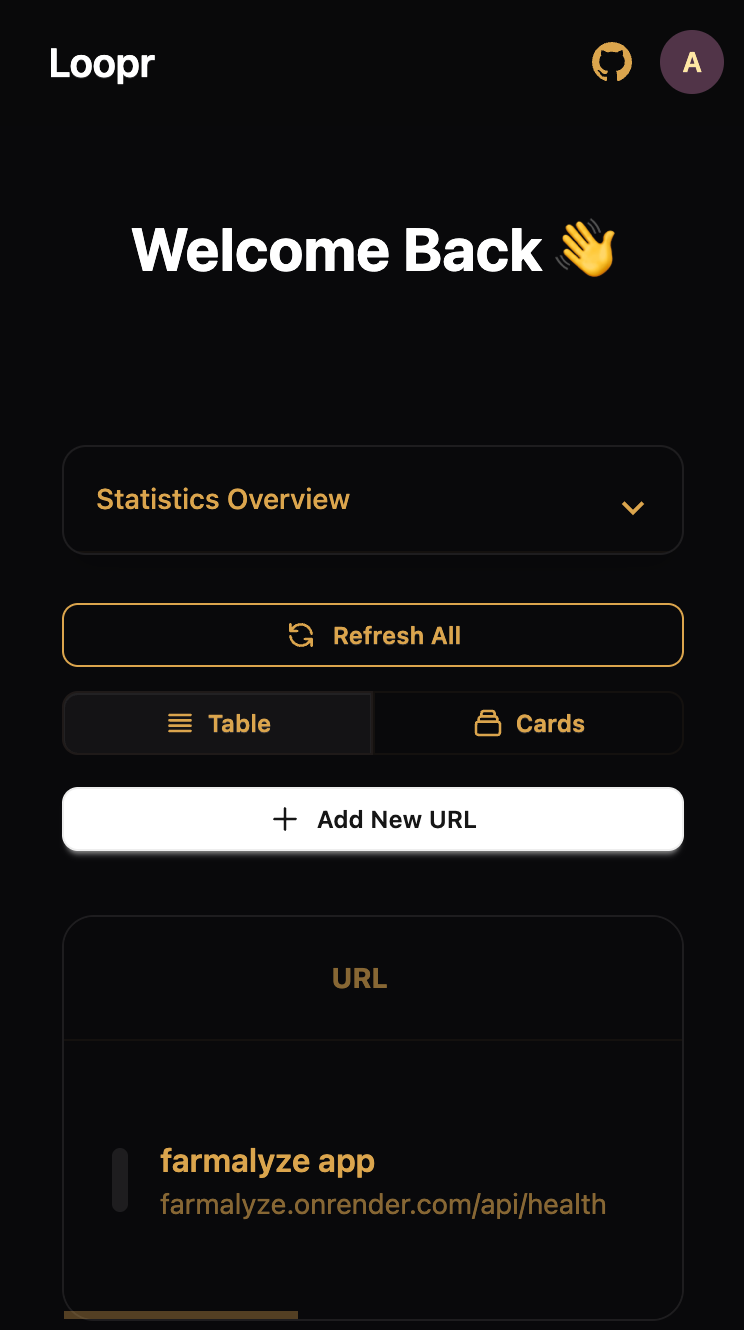 Loopr
A
Welcome Back 👋
Statistics Overview
Refresh All
Table
Cards
Add New URL
URL
farmalyze app
farmalyze.onrender.com/api/health